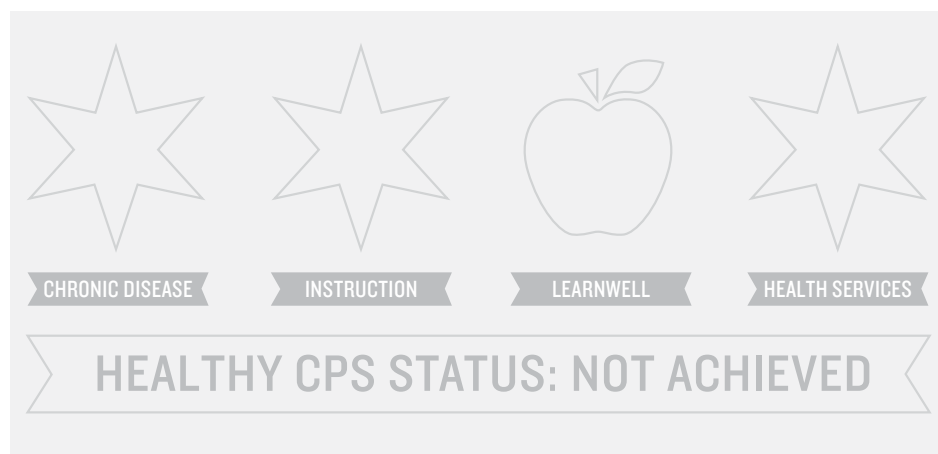 CHRONIC DISEASE
INSTRUCTION
LEARNWELL
HEALTH SERVICES
HEALTHY CPS STATUS: NOT ACHIEVED